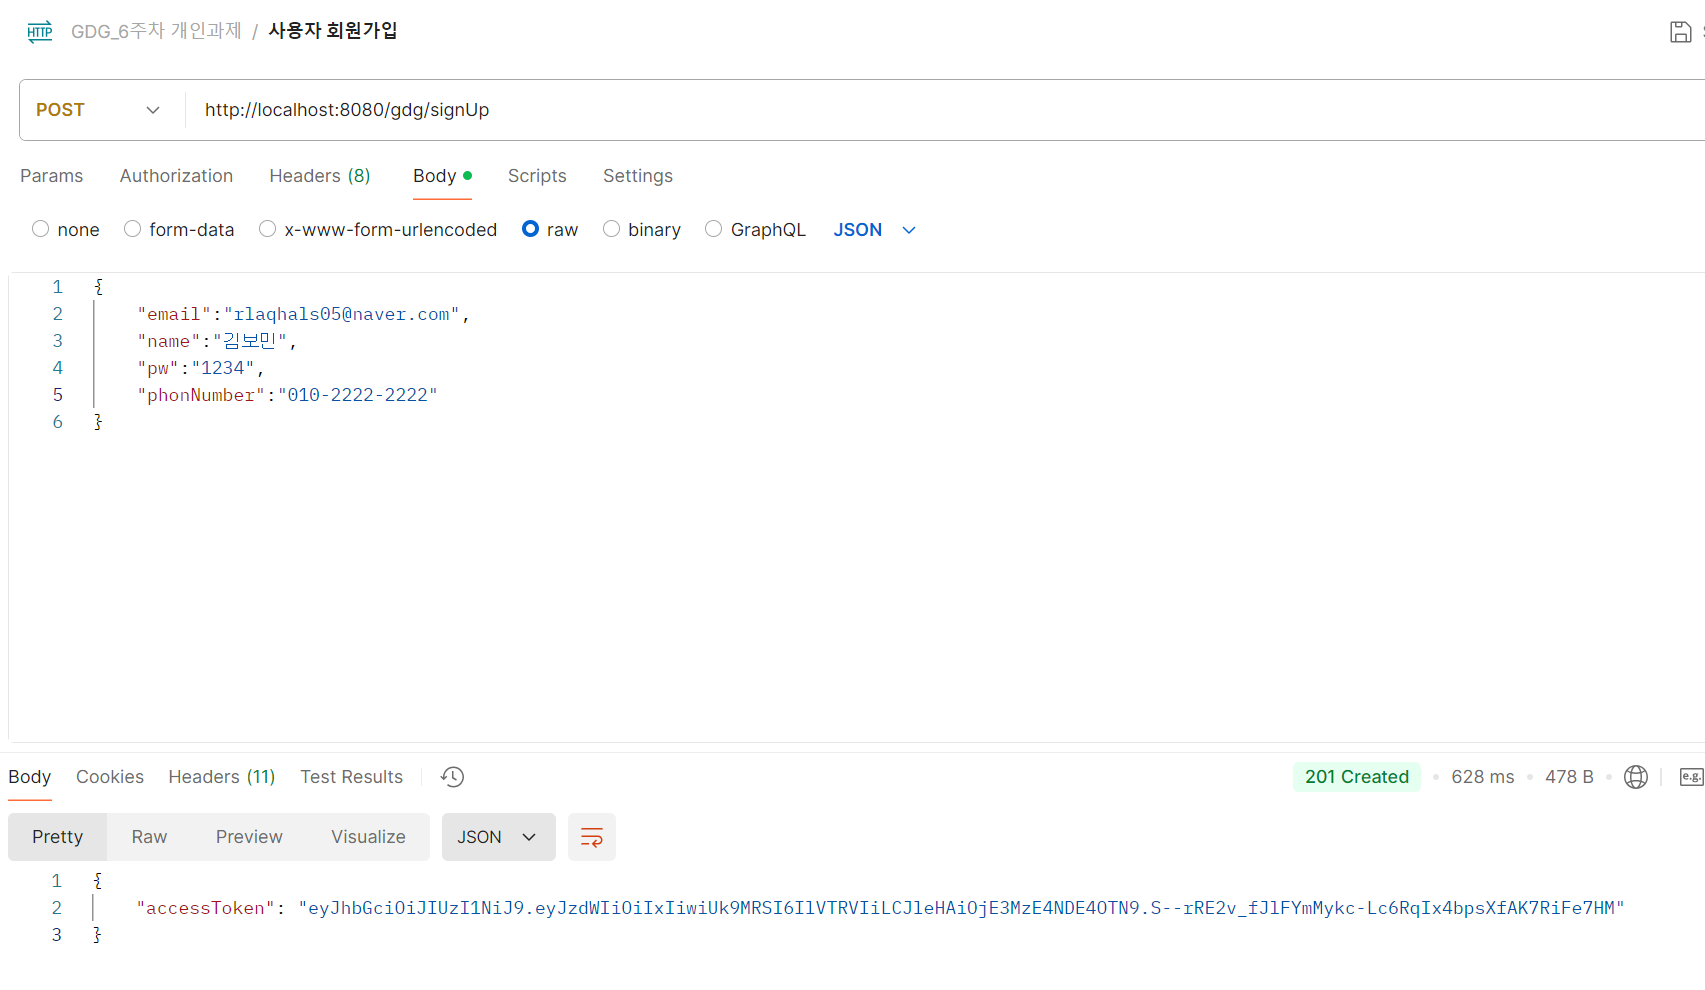 HTTP GDG_6주차 개인과제 / 사용자 회원가입
POST http://localhost:8080/gdg/signUp
Params Authorization Headers (8) Body Scripts Settings
none form-data x-www-form-urlencoded raw binary GraphQL JSON
1 {
2 "email":"rlaqhals05@naver.com",
3 "name":"김보민",
4 "pw":"1234",
5 "phonNumber":"010-2222-2222"
6 }
Body Cookies Headers (11) Test Results 201 Created 628 ms 478 B e.g.
Pretty Raw Preview Visualize JSON
1 {
2 "accessToken": "eyJhbGciOiJIUzI1NiJ9.eyJzdWIiOiIxIiwiUk9MRSI6IlVTRVIiLCJleHAiOjE3MzE4NDE4OTN9.S--rRE2v_fJlFYmMykc-Lc6RqIx4bpsXfAK7RiFe7HM"
3 }